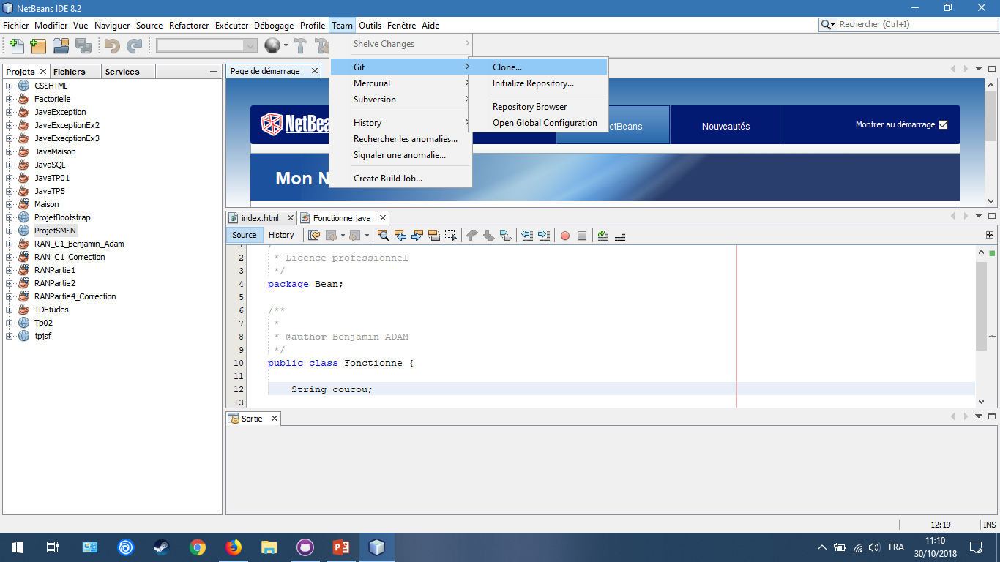 NetBeans IDE 8.2
Fichier Modifier Vue Naviguer Source Refactorer Exécuter Débogage Profile Team Outils Fenêtre Aide
Rechercher (Ctrl+I)
Projets
Fichiers
Services
CSSHTML
Factorielle
JavaException
JavaExceptionEx2
JavaExecptionEx3
JavaMaison
JavaSQL
JavaTP01
JavaTP5
Maison
ProjetBootstrap
ProjetSMSN
RAN_C1_Benjamin_Adam
RAN_C1_Correction
RANPartie1
RANPartie2
RANPartie4_Correction
TDEtudes
Tp02
tpjsf
Shelve Changes
Git
Mercurial
Subversion
History
Rechercher les anomalies...
Signaler une anomalie...
Create Build Job...
Clone...
Initialize Repository...
Repository Browser
Open Global Configuration
Page de démarrage
NetBean
etBeans
Nouveautés
Montrer au démarrage
Mon N
index.html
Fonctionne.java
Source
History
1 /
2 * Licence professionnel
3 */
4 package Bean;
5
6 /**
7 *
8 * @author Benjamin ADAM
9 */
10 public class Fonctionne {
11
12 String coucou;
13
Sortie
12:19 INS
FRA
11:10
30/10/2018